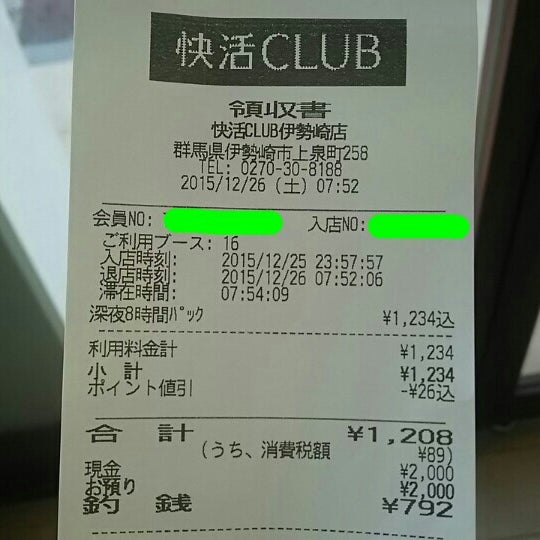 快活CLUB
領収書
快活CLUB伊勢崎店
群馬県伊勢崎市上泉町258
TEL: 0270-30-8188
2015/12/26 (土) 07:52
会員NO: 入店NO:
ご利用ブース: 16
入店時刻: 2015/12/25 23:57:57
退店時刻: 2015/12/26 07:52:06
滞在時間: 07:54:09
深夜8時間パック ¥1,234込
利用料金計 ¥1,234
小 計 ¥1,234
ポイント値引 -¥26込
合 計 ¥1,208
(うち、消費税額 ¥89)
現金 ¥2,000
お預り ¥2,000
釣 銭 ¥792